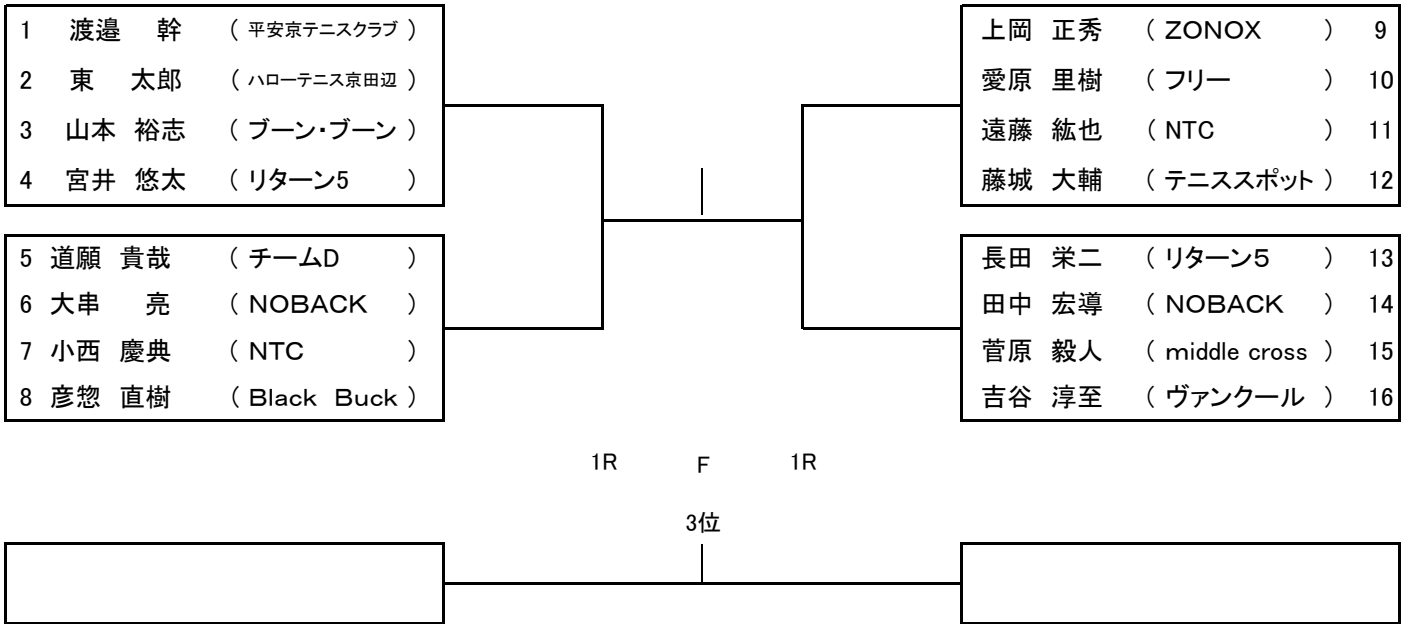 1 渡邉 幹 （ 平安京テニスクラブ ）
2 東 太郎 （ ハローテニス京田辺 ）
3 山本 裕志 （ ブーン・ブーン ）
4 宮井 悠太 （ リターン5 ）
5 道願 貴哉 （ チームD ）
6 大串 亮 （ ＮＯＢＡＣＫ ）
7 小西 慶典 （ ＮＴＣ ）
8 彦惣 直樹 （ Ｂｌａｃｋ Ｂｕｃｋ ）
上岡 正秀 （ ＺＯＮＯＸ ） 9
愛原 里樹 （ フリー ） 10
遠藤 紘也 （ NTC ） 11
藤城 大輔 （ テニススポット ） 12
長田 栄二 （ リターン５ ） 13
田中 宏導 （ ＮＯＢＡＣＫ ） 14
菅原 毅人 （ middle cross ） 15
吉谷 淳至 （ ヴァンクール ） 16
1R F 1R
3位